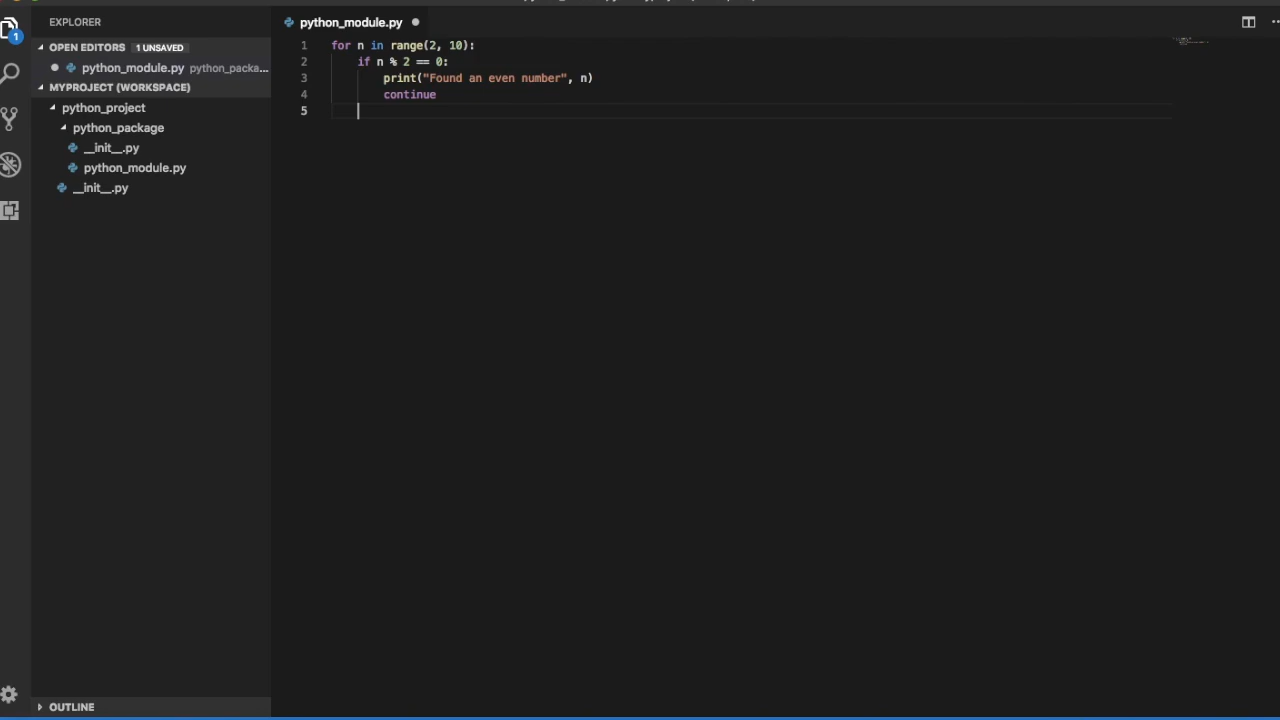 EXPLORER
OPEN EDITORS 1 UNSAVED
python_module.py python_packa...
MYPROJECT (WORKSPACE)
python_project
python_package
__init__.py
python_module.py
__init__.py
OUTLINE
1
python_module.py
1 for n in range(2, 10):
2 if n % 2 == 0:
3 print("Found an even number", n)
4 continue
5